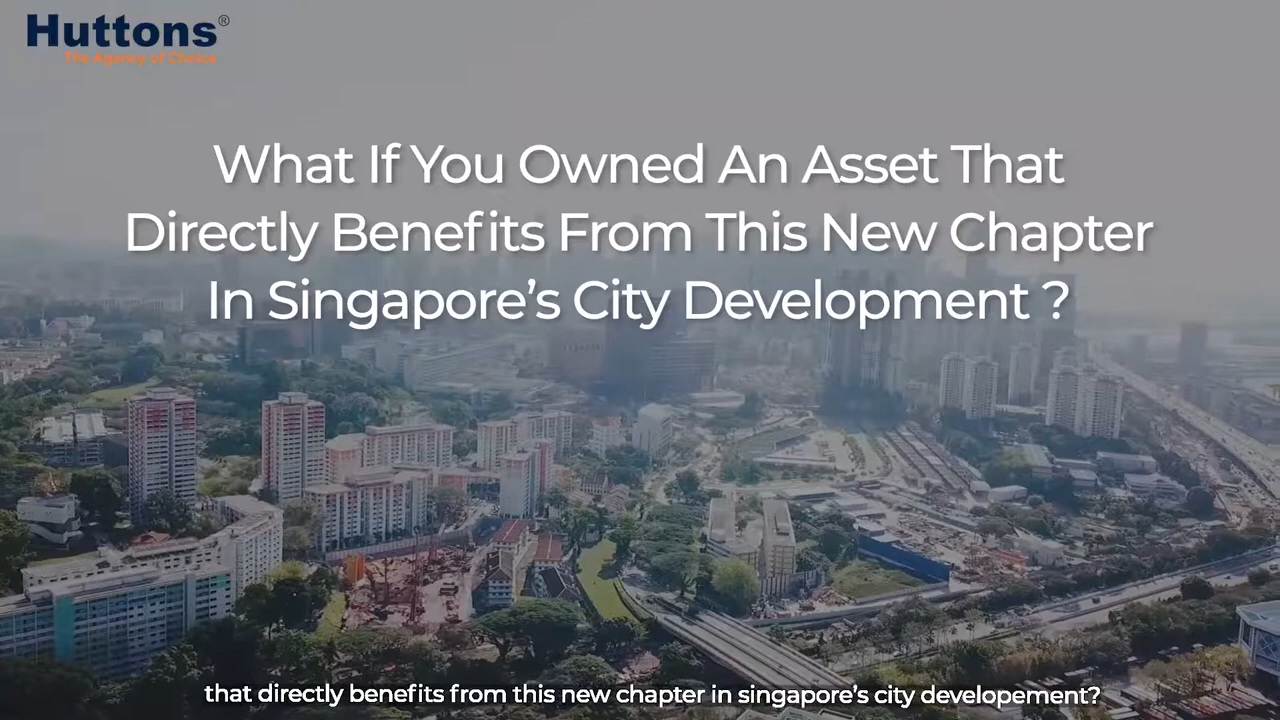 Huttons®
The Agency of Choice
What If You Owned An Asset That
Directly Benefits From This New Chapter
In Singapore's City Development ?
that directly benefits from this new chapter in singapore's city developement?